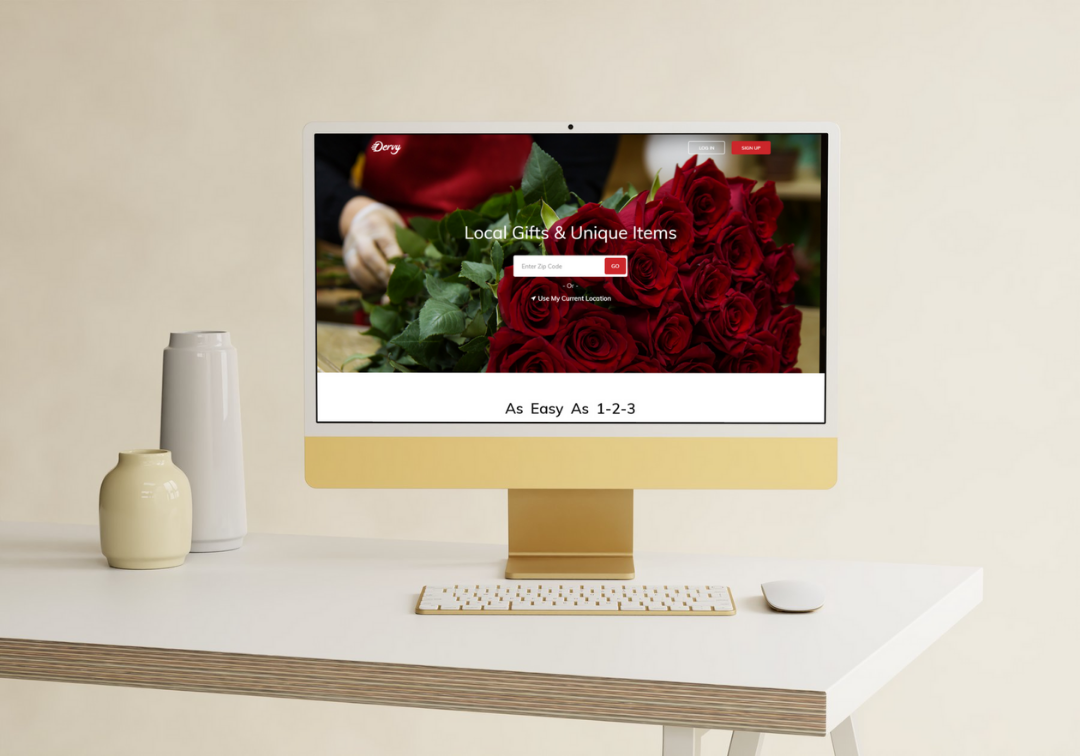 Dervy
LOG IN
SIGN UP
Local Gifts & Unique Items
Enter Zip Code
GO
- Or -
Use My Current Location
As Easy As 1-2-3